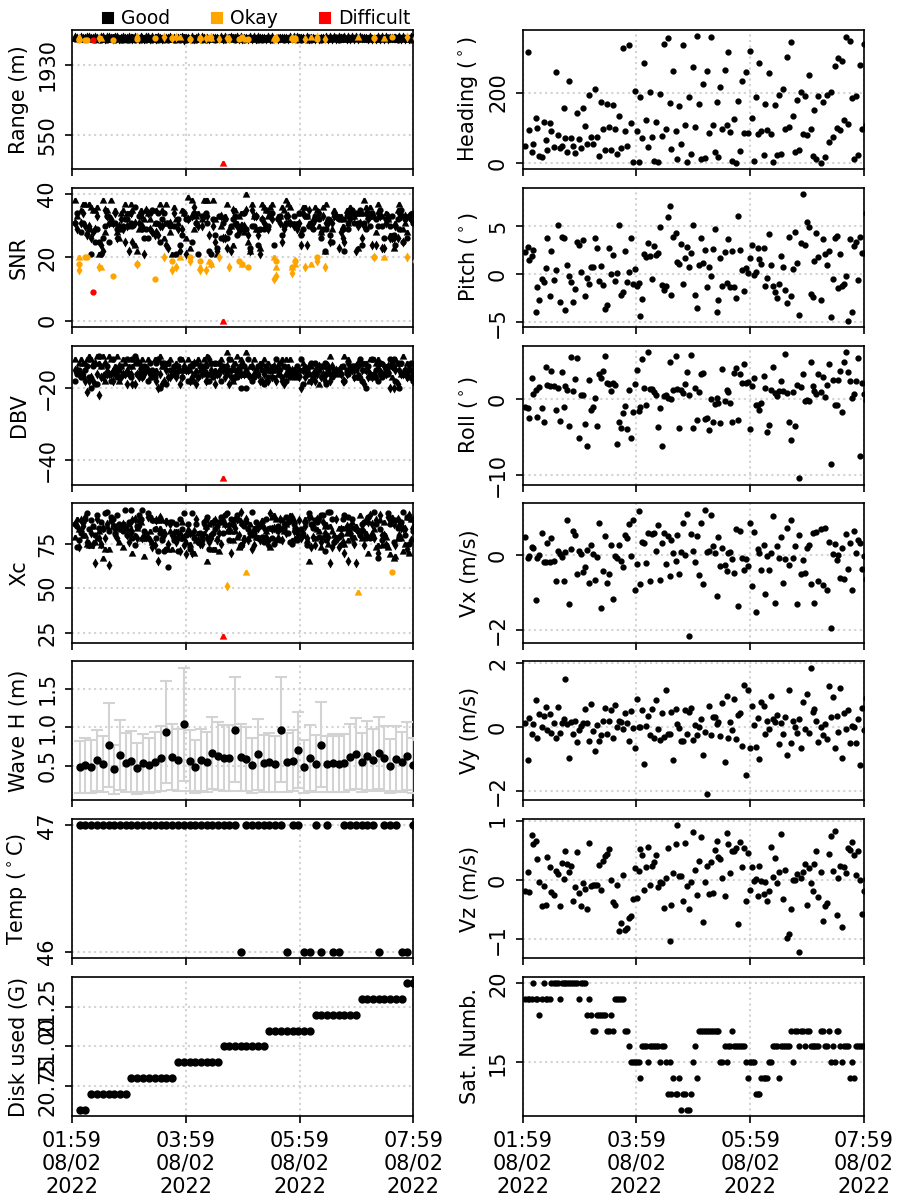 Good Okay Difficult
Range (m)
1930
550
Heading (°)
200
0
SNR
40
20
0
Pitch (°)
5
0
−5
DBV
−20
−40
Roll (°)
0
−10
Xc
75
50
25
Vx (m/s)
0
−2
Wave H (m)
1.5
1.0
0.5
Vy (m/s)
2
0
−2
Temp (°C)
47
46
Vz (m/s)
1
0
−1
Disk used (G)
21.25
21.00
20.75
Sat. Numb.
20
15
01:59 03:59 05:59 07:59 01:59 03:59 05:59 07:59
08/02 08/02 08/02 08/02 08/02 08/02 08/02 08/02
2022 2022 2022 2022 2022 2022 2022 2022